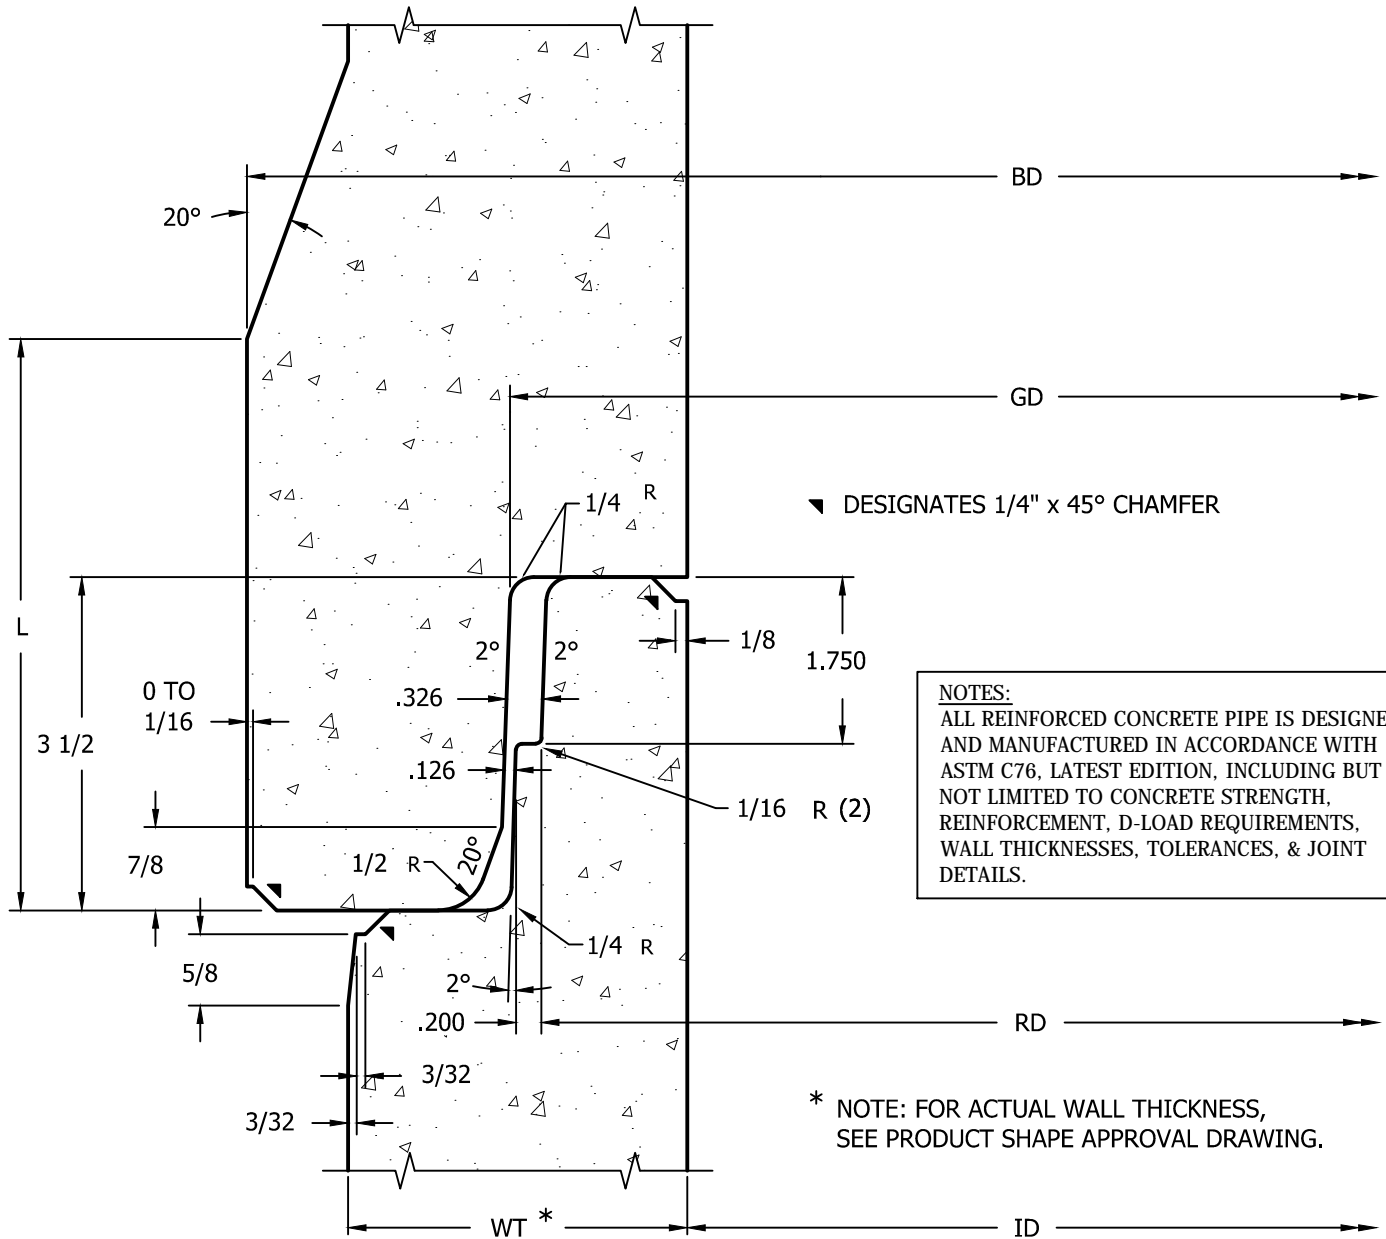 BD
20°
GD
1/4 R
DESIGNATES 1/4" x 45° CHAMFER
L
2°
2°
1/8
1.750
0 TO
1/16
.326
3 1/2
.126
1/16 R (2)
NOTES:
ALL REINFORCED CONCRETE PIPE IS DESIGNE
AND MANUFACTURED IN ACCORDANCE WITH
ASTM C76, LATEST EDITION, INCLUDING BUT
NOT LIMITED TO CONCRETE STRENGTH,
REINFORCEMENT, D-LOAD REQUIREMENTS,
WALL THICKNESSES, TOLERANCES, & JOINT
DETAILS.
7/8
1/2 R
20°
1/4 R
5/8
2°
.200
RD
3/32
3/32
* NOTE: FOR ACTUAL WALL THICKNESS,
SEE PRODUCT SHAPE APPROVAL DRAWING.
WT *
ID